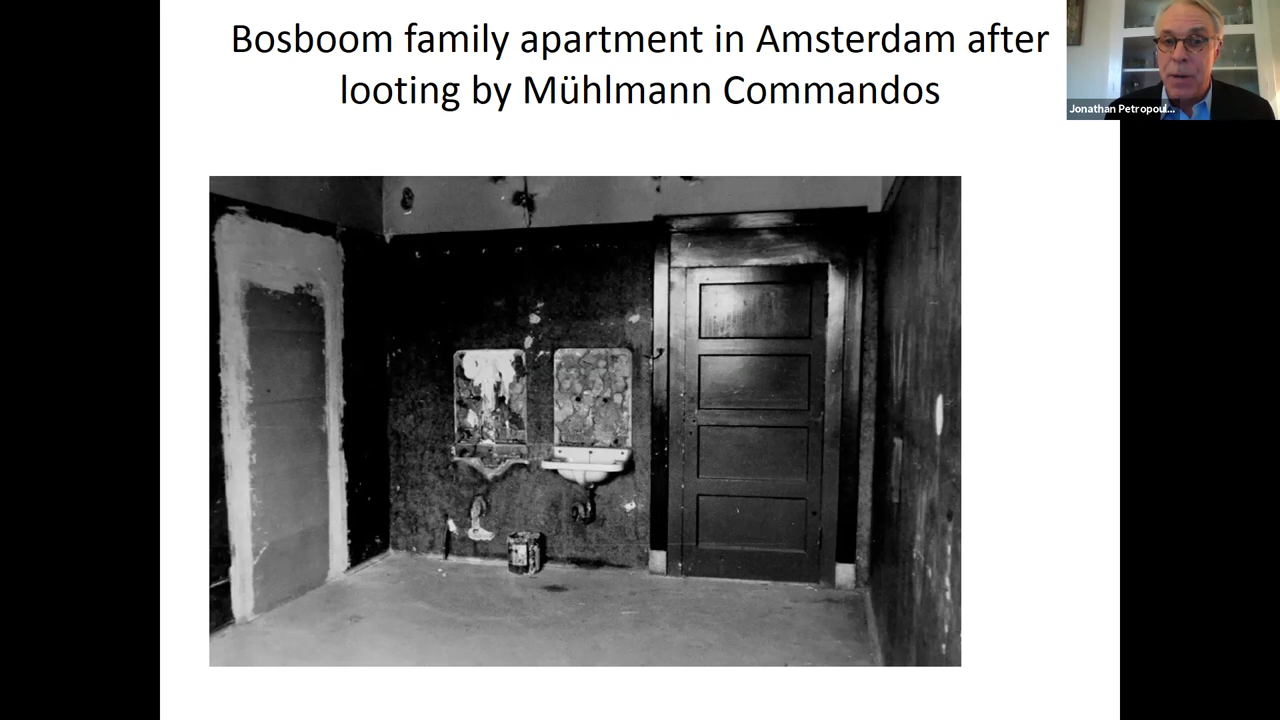 Bosboom family apartment in Amsterdam after
looting by Mühlmann Commandos
Jonathan Petropoul...